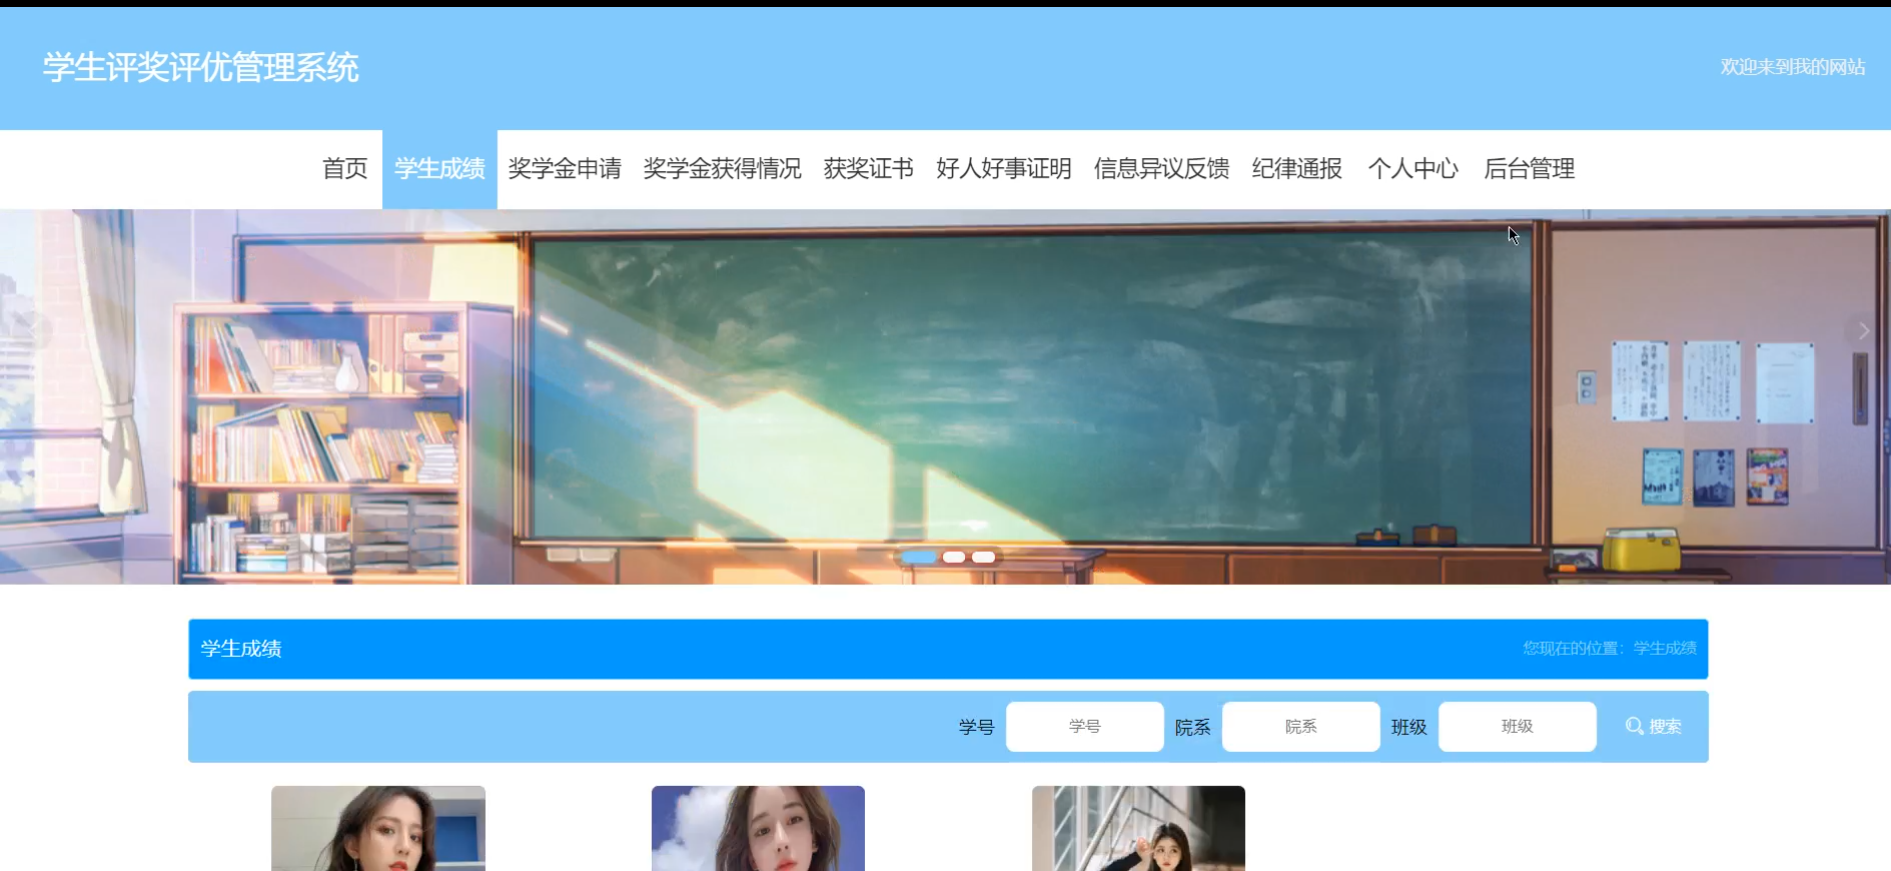 学生评奖评优管理系统
欢迎来到我的网站
首页 学生成绩 奖学金申请 奖学金获得情况 获奖证书 好人好事证明 信息异议反馈 纪律通报 个人中心 后台管理
学生成绩
您现在的位置：学生成绩
学号 学号 院系 院系 班级 班级 搜索